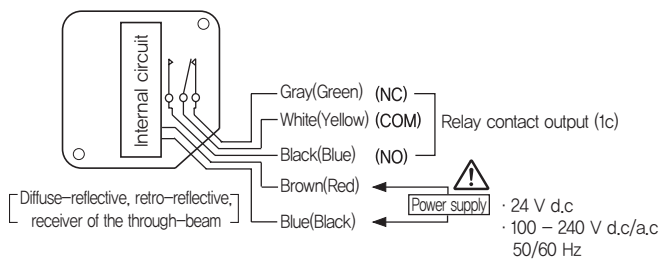 Internal circuit
Gray(Green) (NC)
White(Yellow) (COM)
Relay contact output (1c)
Black(Blue) (NO)
Brown(Red)
Blue(Black)
Diffuse-reflective, retro-reflective,
receiver of the through-beam
Power supply
· 24 V d.c
· 100 - 240 V d.c/a.c
50/60 Hz